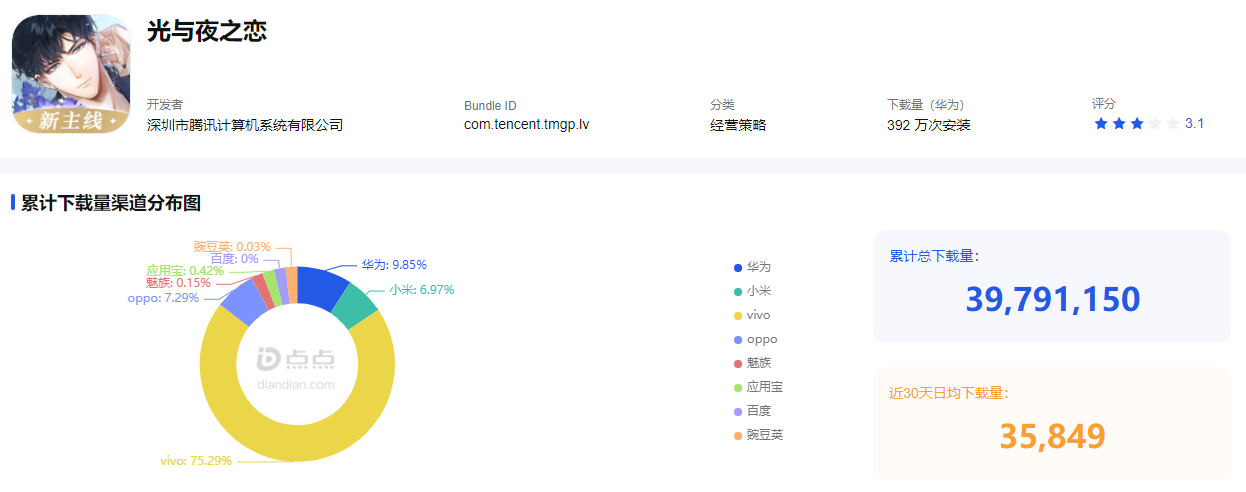 光与夜之恋
新主线
开发者
深圳市腾讯计算机系统有限公司
Bundle ID
com.tencent.tmgp.lv
分类
经营策略
下载量（华为）
392 万次安装
评分
3.1
累计下载量渠道分布图
豌豆荚: 0.03%
百度: 0%
应用宝: 0.42%
魅族: 0.15%
oppo: 7.29%
华为: 9.85%
小米: 6.97%
vivo: 75.29%
点点
diandian.com
华为
小米
vivo
oppo
魅族
应用宝
百度
豌豆荚
累计总下载量：
39,791,150
近30天日均下载量：
35,849